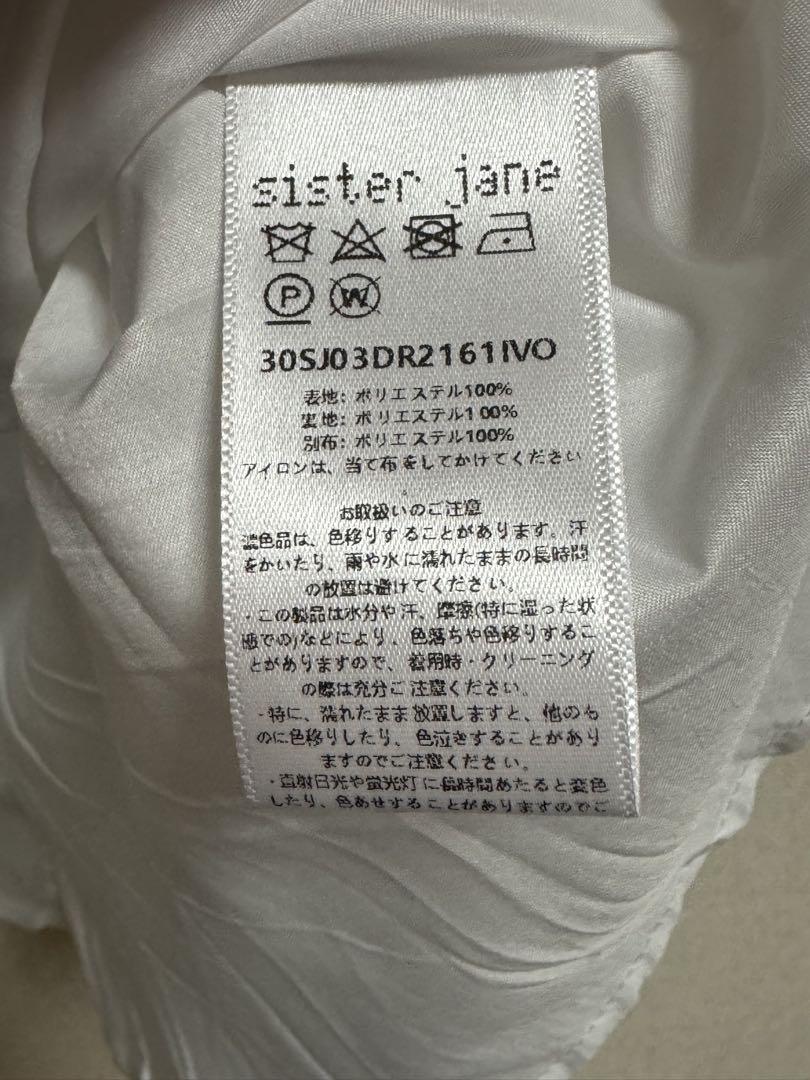 sister jane
P W
30SJ03DR2161IVO
表地: ポリエステル100%
裏地: ポリエステル100%
別布: ポリエステル100%
アイロンは、当て布をしてかけてください
。
お取扱いのご注意
濃色品は、色移りすることがあります。汗
をかいたり、雨や水に濡れたままの長時間
の放置は避けてください。
・この製品は水分や汗、摩擦(特に湿った状
態での)などにより、色落ちや色移りするこ
とがありますので、着用時・クリーニング
の際は充分ご注意ください。
・特に、濡れたまま放置しますと、他のも
のに色移りしたり、色泣きすることがあり
ますのでご注意ください。
・直射日光や蛍光灯に長時間あたると変色
したり、色あせすることがありますのでご